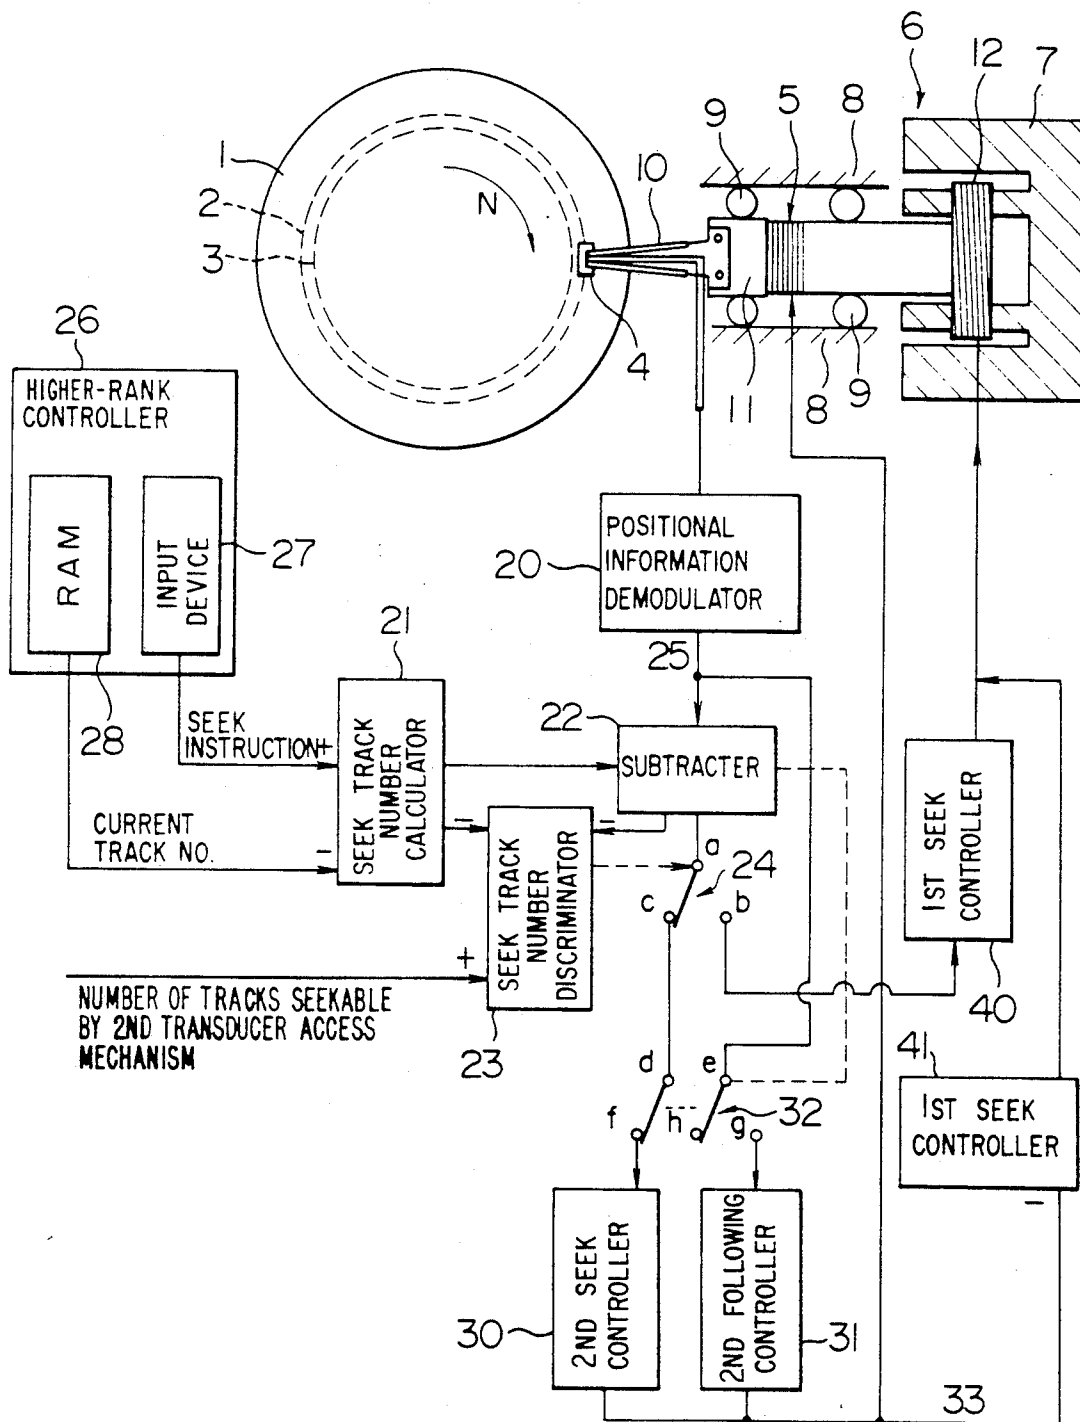 6
12
7
5
8
9
1
10
2
N
3
4
11
8
9
26
HIGHER-RANK
CONTROLLER
RAM
INPUT
DEVICE
27
28
20
POSITIONAL
INFORMATION
DEMODULATOR
25
21
22
SEEK
INSTRUCTION+
SEEK TRACK
NUMBER
CALCULATOR
SUBTRACTER
CURRENT
TRACK NO.
-
-
-
SEEK TRACK
NUMBER
DISCRIMINATOR
+
a
24
c
b
1ST SEEK
CONTROLLER
40
NUMBER OF TRACKS SEEKABLE
BY 2ND TRANSDUCER ACCESS
MECHANISM
23
d
e
f
h
g
32
41
1ST SEEK
CONTROLLER
-
30
2ND SEEK
CONTROLLER
2ND FOLLOWING
CONTROLLER
31
33